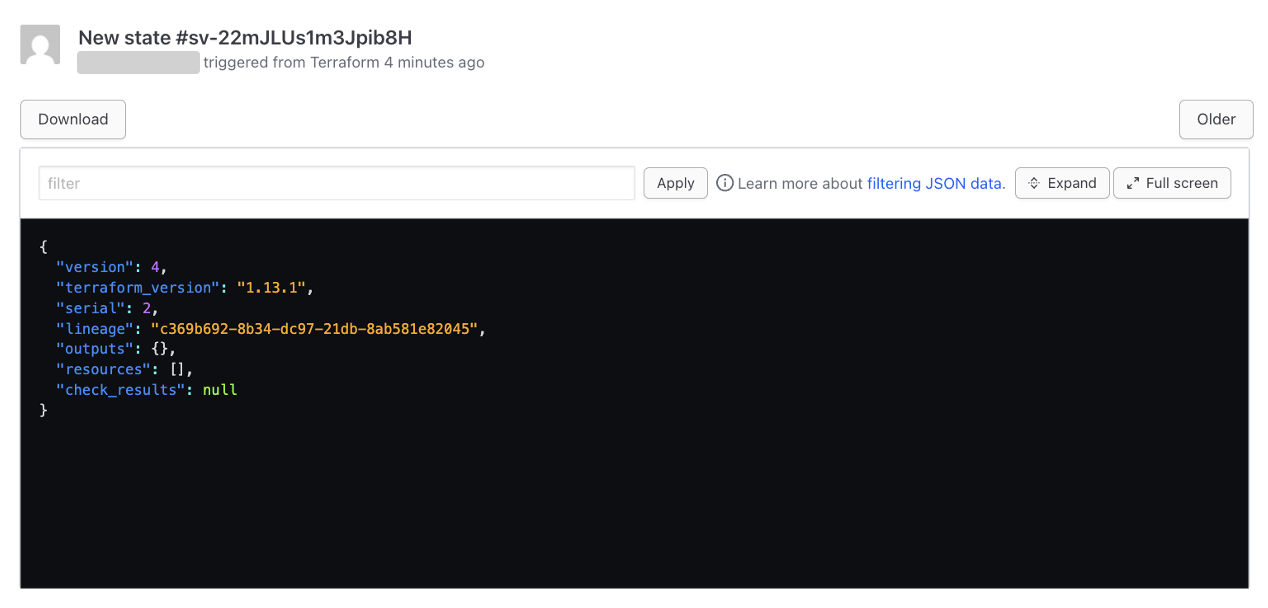 New state #sv-22mJLUs1m3Jpib8H
triggered from Terraform 4 minutes ago
Download
Older
filter
Apply
Learn more about filtering JSON data.
Expand
Full screen
{
"version": 4,
"terraform_version": "1.13.1",
"serial": 2,
"lineage": "c369b692-8b34-dc97-21db-8ab581e82045",
"outputs": {},
"resources": [],
"check_results": null
}